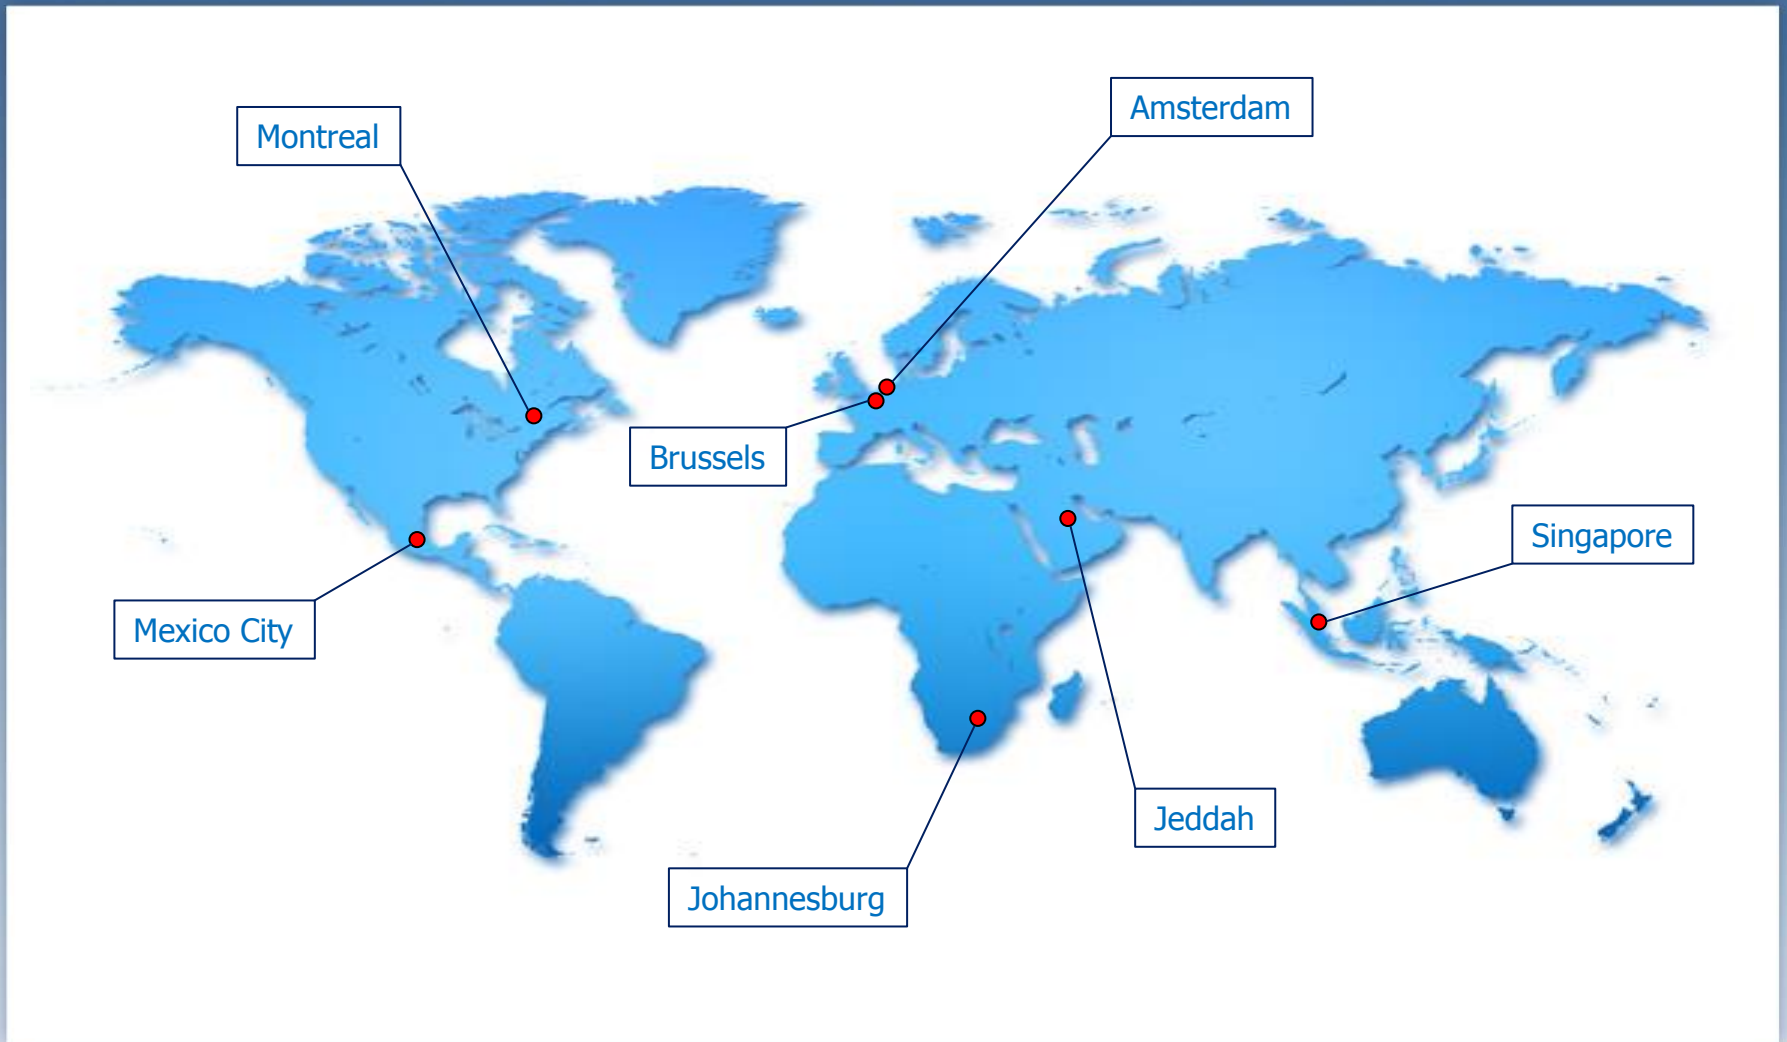 Amsterdam
Montreal
Brussels
Singapore
Mexico City
Jeddah
Johannesburg